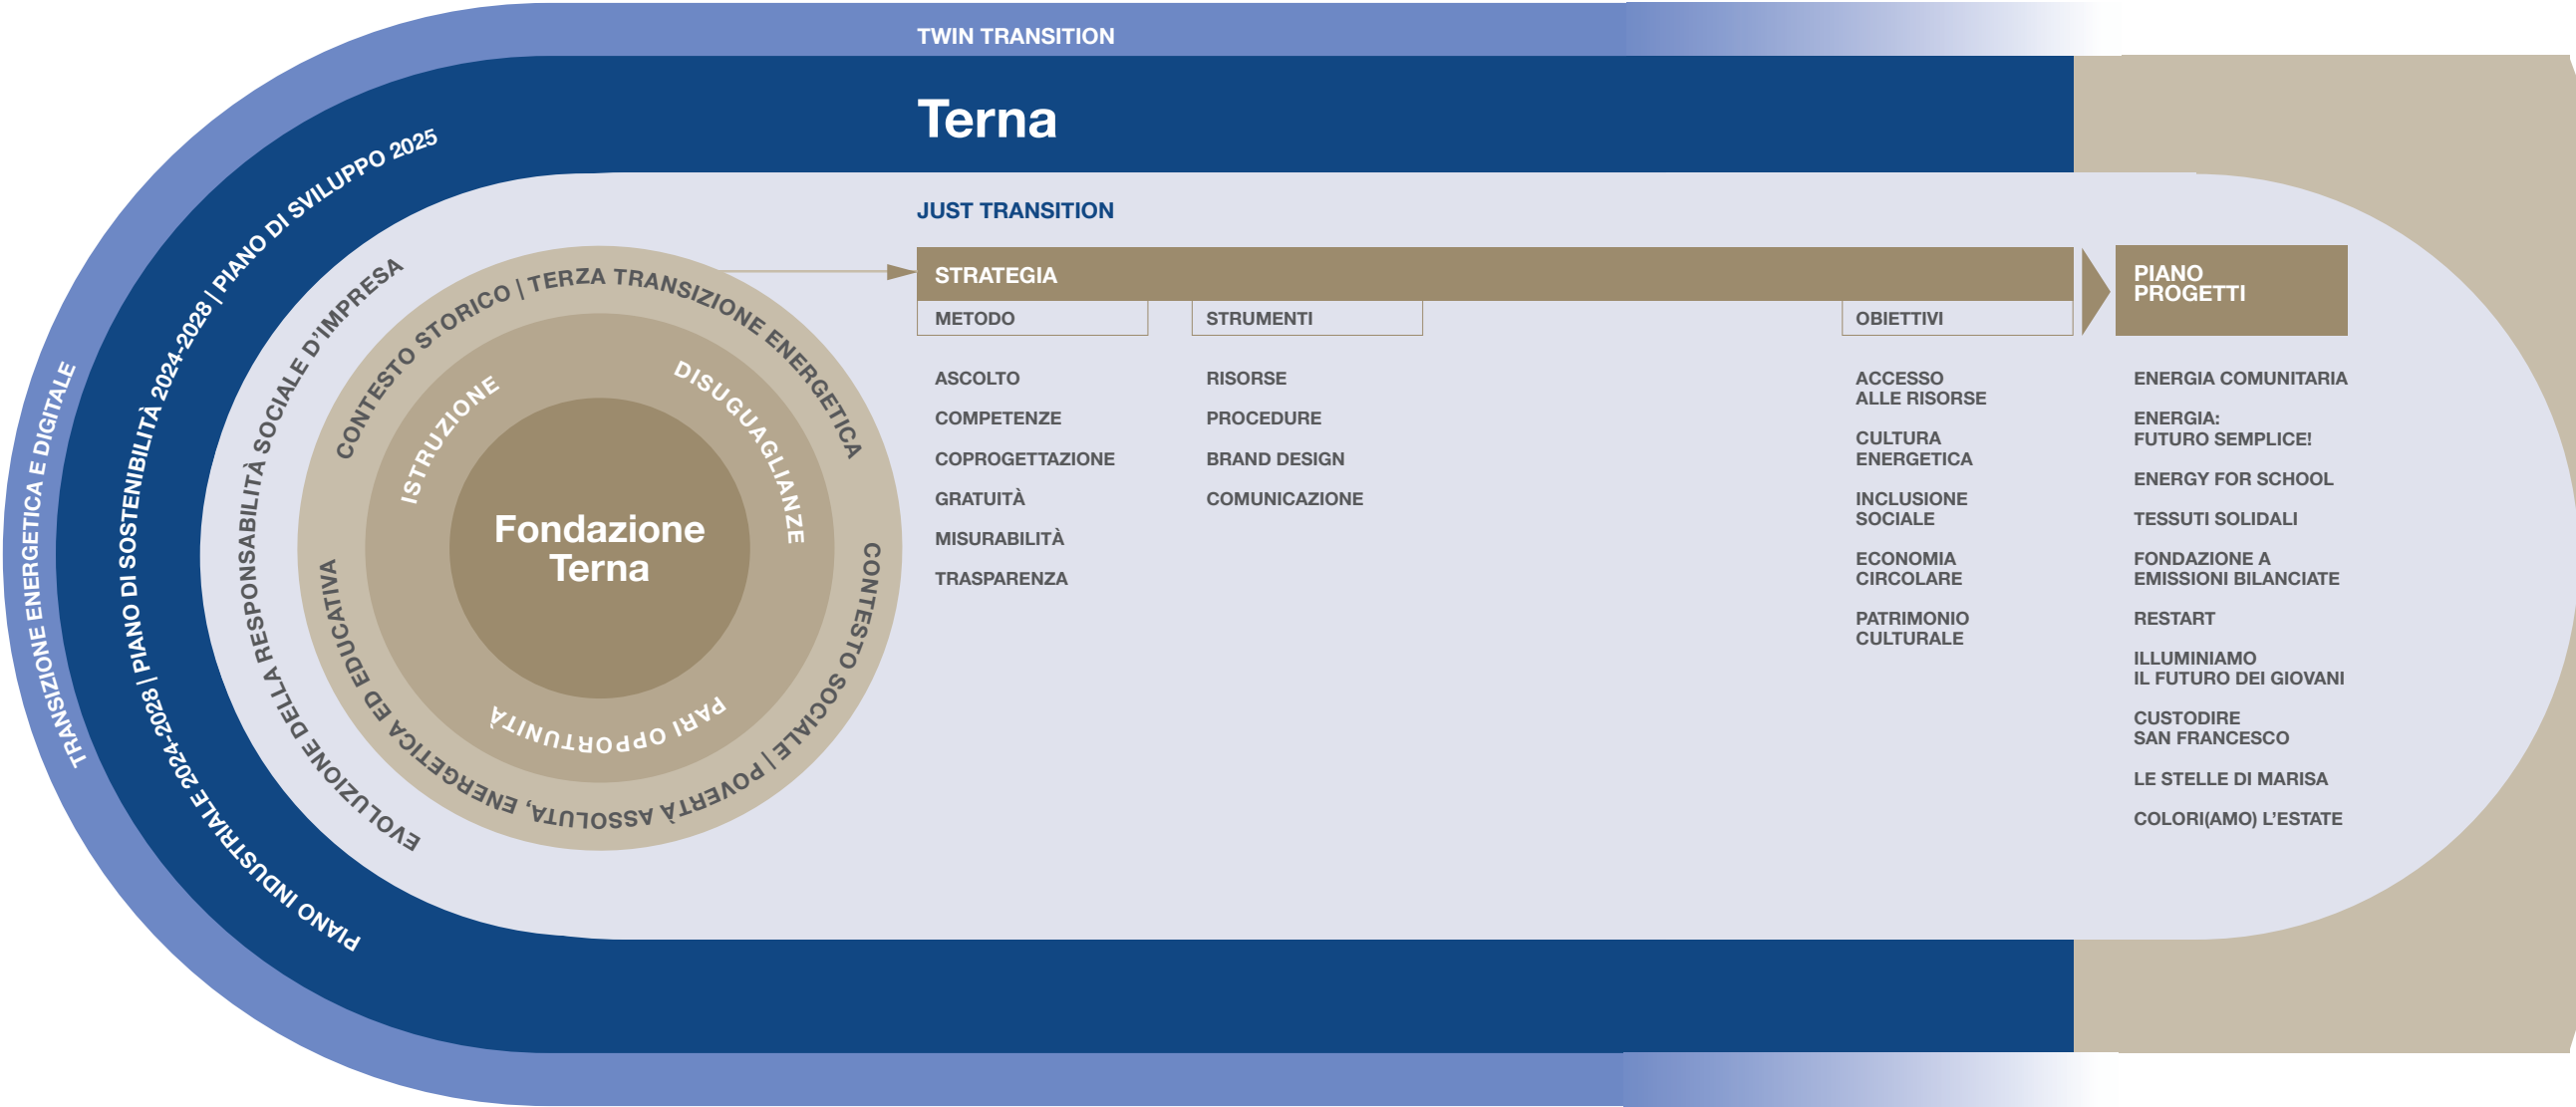 TWIN TRANSITION
Terna
TRANSIZIONE ENERGETICA E DIGITALE
PIANO INDUSTRIALE 2024-2028 | PIANO DI SOSTENIBILITÀ 2024-2028 | PIANO DI SVILUPPO 2025
EVOLUZIONE DELLA RESPONSABILITÀ SOCIALE D'IMPRESA
CONTESTO STORICO | TERZA TRANSIZIONE ENERGETICA
CONTESTO SOCIALE | POVERTÀ ASSOLUTA, ENERGETICA ED EDUCATIVA
ISTRUZIONE
DISUGUAGLIANZE
PARI OPPORTUNITÀ
Fondazione
Terna
JUST TRANSITION
STRATEGIA
METODO
ASCOLTO
COMPETENZE
COPROGETTAZIONE
GRATUITÀ
MISURABILITÀ
TRASPARENZA
STRUMENTI
RISORSE
PROCEDURE
BRAND DESIGN
COMUNICAZIONE
OBIETTIVI
ACCESSO
ALLE RISORSE
CULTURA
ENERGETICA
INCLUSIONE
SOCIALE
ECONOMIA
CIRCOLARE
PATRIMONIO
CULTURALE
PIANO
PROGETTI
ENERGIA COMUNITARIA
ENERGIA:
FUTURO SEMPLICE!
ENERGY FOR SCHOOL
TESSUTI SOLIDALI
FONDAZIONE A
EMISSIONI BILANCIATE
RESTART
ILLUMINIAMO
IL FUTURO DEI GIOVANI
CUSTODIRE
SAN FRANCESCO
LE STELLE DI MARISA
COLORI(AMO) L'ESTATE